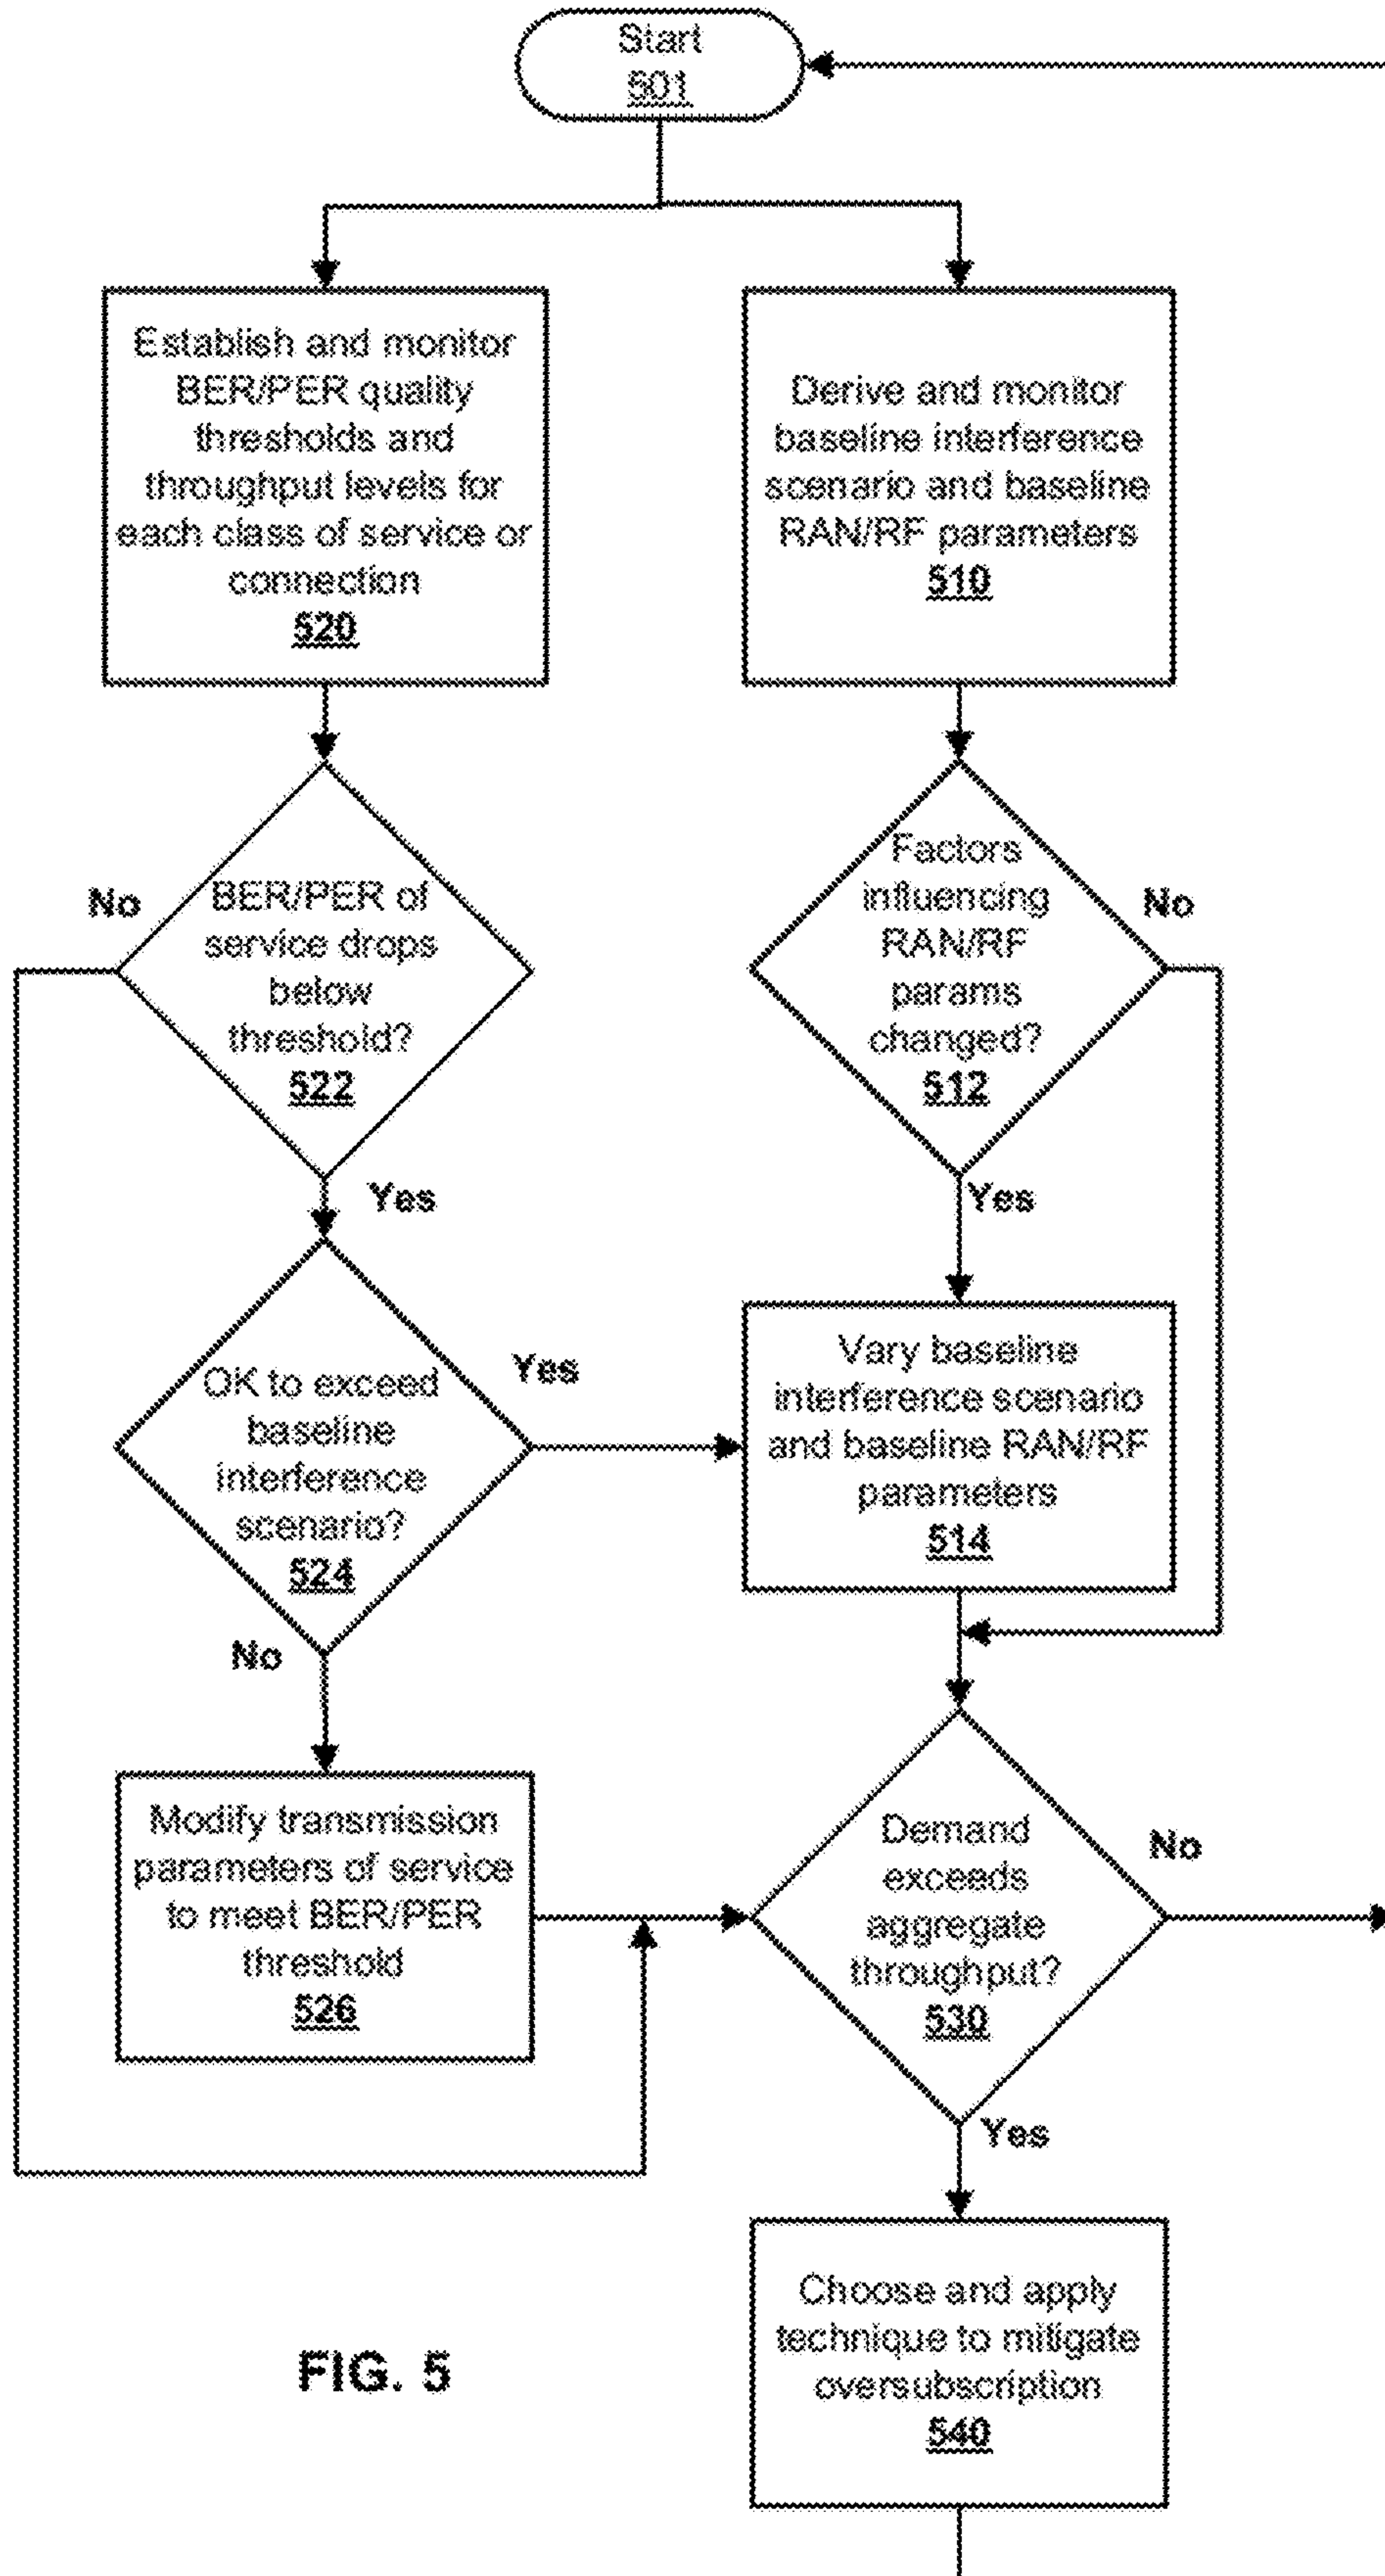 Start
501
Establish and monitor
BER/PER quality
thresholds and
throughput levels for
each class of service or
connection
520
Derive and monitor
baseline interference
scenario and baseline
RAN/RF parameters
510
No
BER/PER of
service drops
below
threshold?
522
Yes
Factors
influencing
RAN/RF
params
changed?
512
No
Yes
OK to exceed
baseline
interference
scenario?
524
Yes
No
Vary baseline
interference scenario
and baseline RAN/RF
parameters
514
Modify transmission
parameters of service
to meet BER/PER
threshold
526
Demand
exceeds
aggregate
throughput?
530
No
Yes
Choose and apply
technique to mitigate
oversubscription
540
FIG. 5